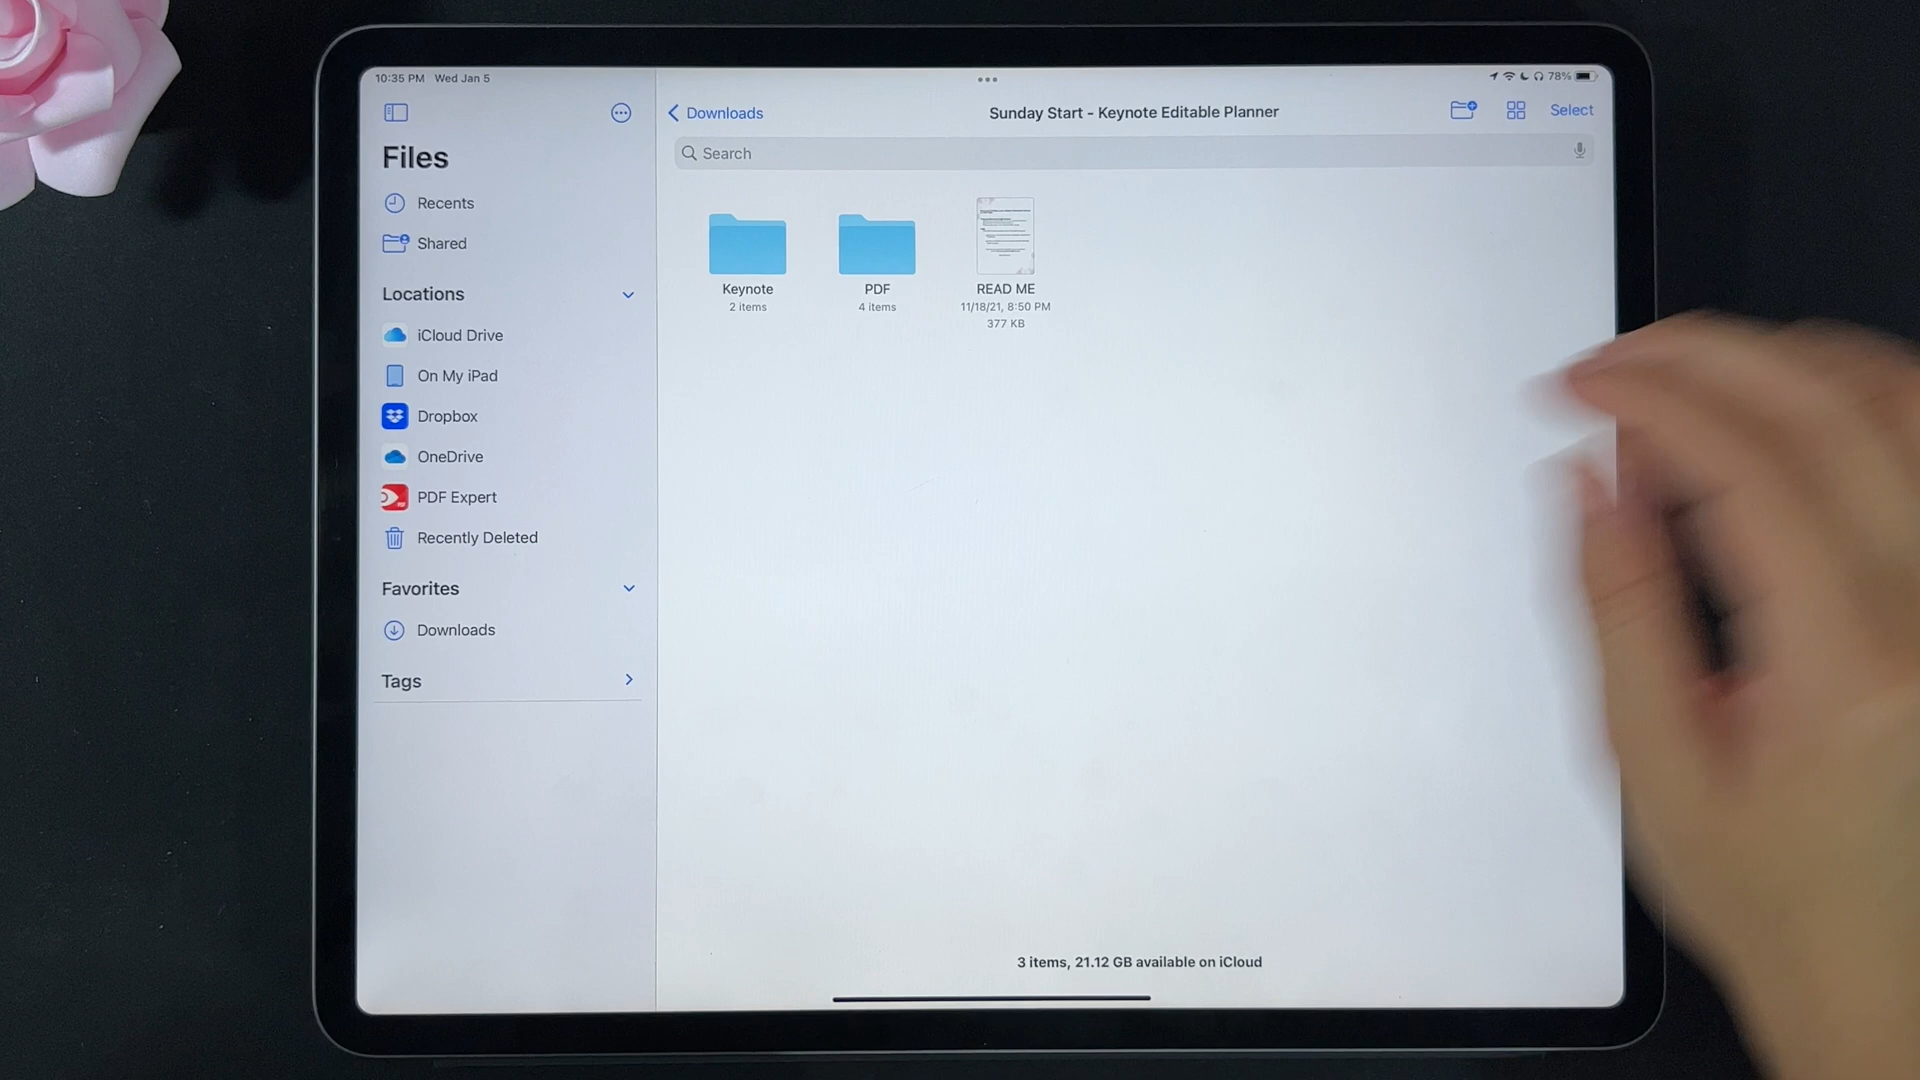 10:35 PM Wed Jan 5
78%
Files
Recents
Shared
Locations
iCloud Drive
On My iPad
Dropbox
OneDrive
PDF Expert
Recently Deleted
Favorites
Downloads
Tags
Downloads
Sunday Start - Keynote Editable Planner
Select
Search
Keynote
2 items
PDF
4 items
READ ME
11/18/21, 8:50 PM
377 KB
3 items, 21.12 GB available on iCloud